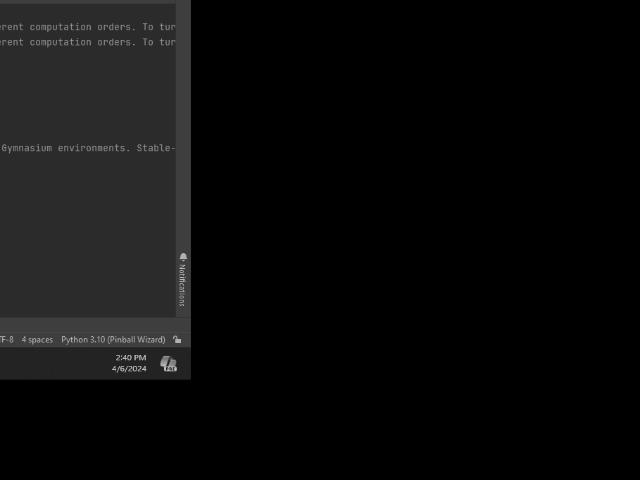 erent computation orders. To tur
erent computation orders. To tur
Gymnasium environments. Stable-
Notifications
TF-8 4 spaces Python 3.10 (Pinball Wizard)
2:40 PM
4/6/2024
PRE